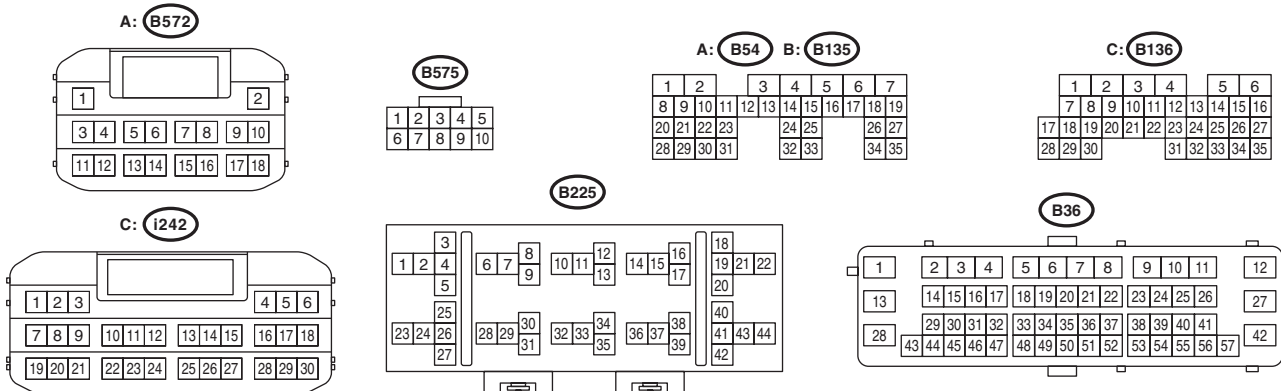 A: B572
1 2
3 4 5 6 7 8 9 10
11 12 13 14 15 16 17 18
B575
1 2 3 4 5
6 7 8 9 10
A: B54 B: B135
1 2 3 4 5 6 7
8 9 10 11 12 13 14 15 16 17 18 19
20 21 22 23 24 25 26 27
28 29 30 31 32 33 34 35
C: B136
1 2 3 4 5 6
7 8 9 10 11 12 13 14 15 16
17 18 19 20 21 22 23 24 25 26 27
28 29 30 31 32 33 34 35
C: i242
1 2 3 4 5 6
7 8 9 10 11 12 13 14 15 16 17 18
19 20 21 22 23 24 25 26 27 28 29 30
B225
3 8 12 16 18
1 2 4 6 7 10 11 14 15 19 21 22
5 9 13 17 20
25 30 34 38 40
23 24 26 28 29 32 33 36 37 41 43 44
27 31 35 39 42
B36
1 2 3 4 5 6 7 8 9 10 11 12
13 14 15 16 17 18 19 20 21 22 23 24 25 26 27
28 29 30 31 32 33 34 35 36 37 38 39 40 41 42
43 44 45 46 47 48 49 50 51 52 53 54 55 56 57